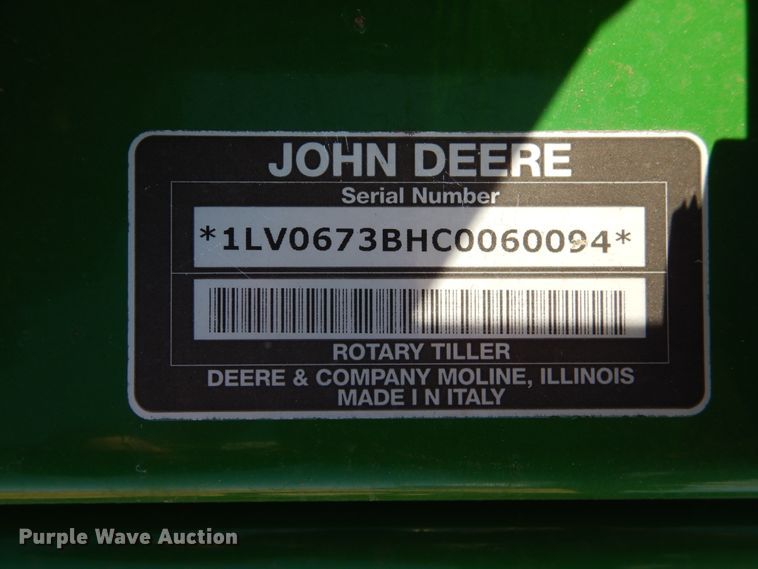 JOHN DEERE
Serial Number
*1LV0673BHC0060094*
ROTARY TILLER
DEERE & COMPANY MOLINE, ILLINOIS
MADE I N ITALY
Purple Wave Auction